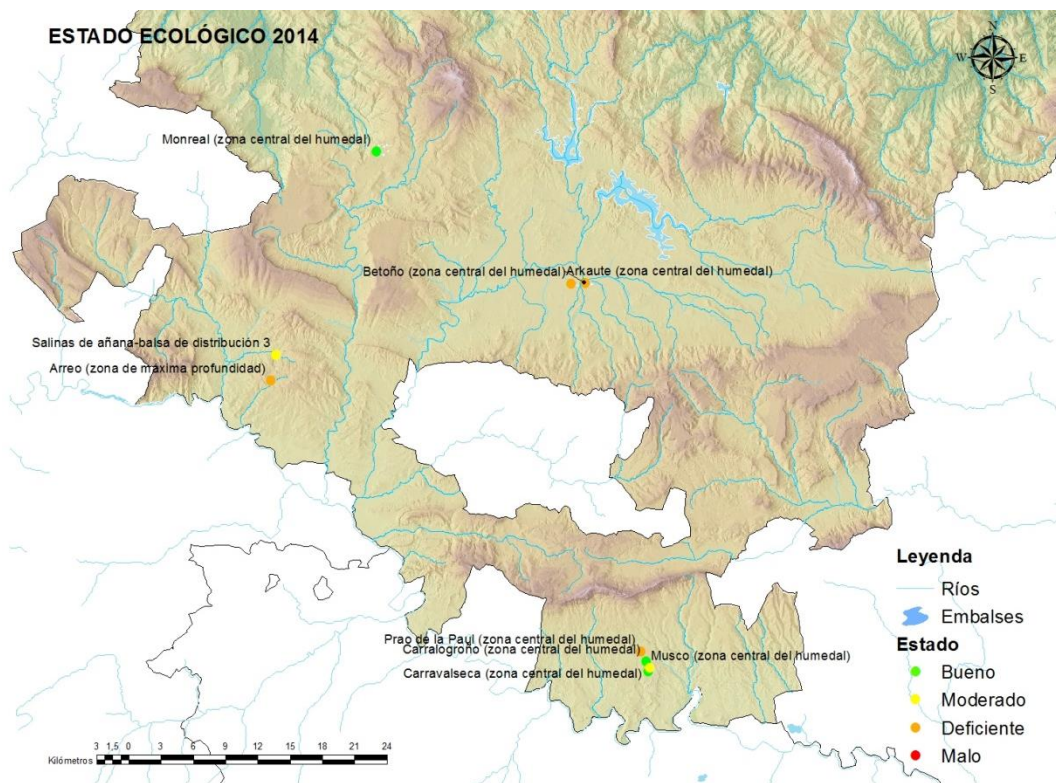 ESTADO ECOLÓGICO 2014
N
W E
S
Monreal (zona central del humedal)
Betoño (zona central del humedal) Arkaute (zona central del humedal)
Salinas de añana-balsa de distribución 3
Arreo (zona de máxima profundidad)
Prao de la Paul (zona central del humedal)
Carralogroño (zona central del humedal)
Musco (zona central del humedal)
Carravalseca (zona central del humedal)
Leyenda
Ríos
Embalses
Estado
Bueno
Moderado
Deficiente
Malo
3 1,5 0 3 6 9 12 15 18 21 24
Kilómetros